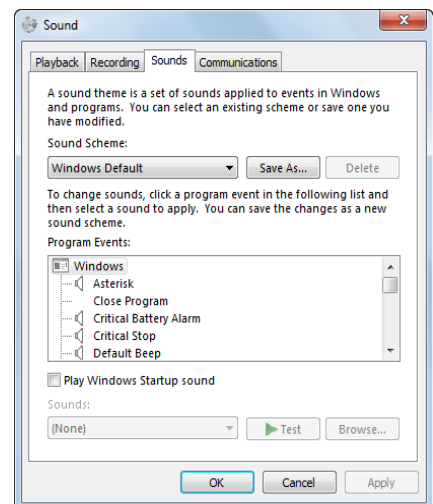 Sound
Playback Recording Sounds Communications
A sound theme is a set of sounds applied to events in Windows
and programs. You can select an existing scheme or save one you
have modified.
Sound Scheme:
Windows Default Save As... Delete
To change sounds, click a program event in the following list and
then select a sound to apply. You can save the changes as a new
sound scheme.
Program Events:
Windows
Asterisk
Close Program
Critical Battery Alarm
Critical Stop
Default Beep
Play Windows Startup sound
Sounds:
(None) Test Browse...
OK Cancel Apply